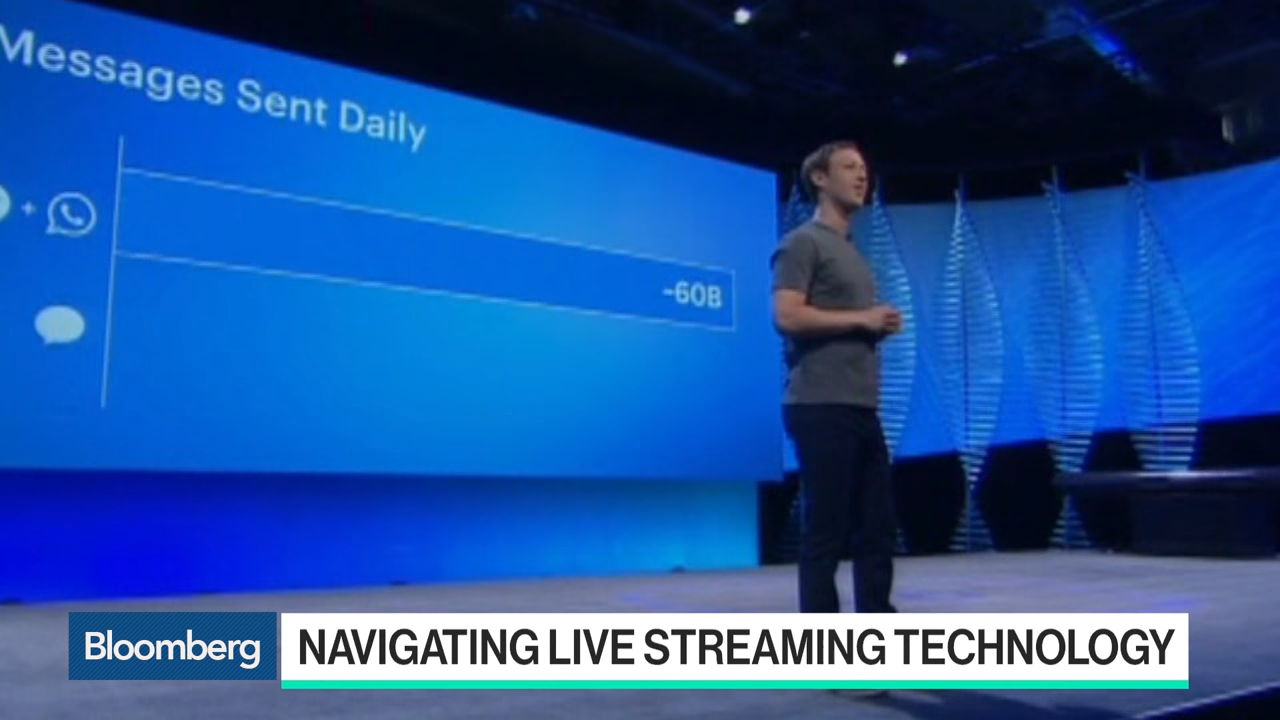 Messages Sent Daily
+
~60B
Bloomberg
NAVIGATING LIVE STREAMING TECHNOLOGY